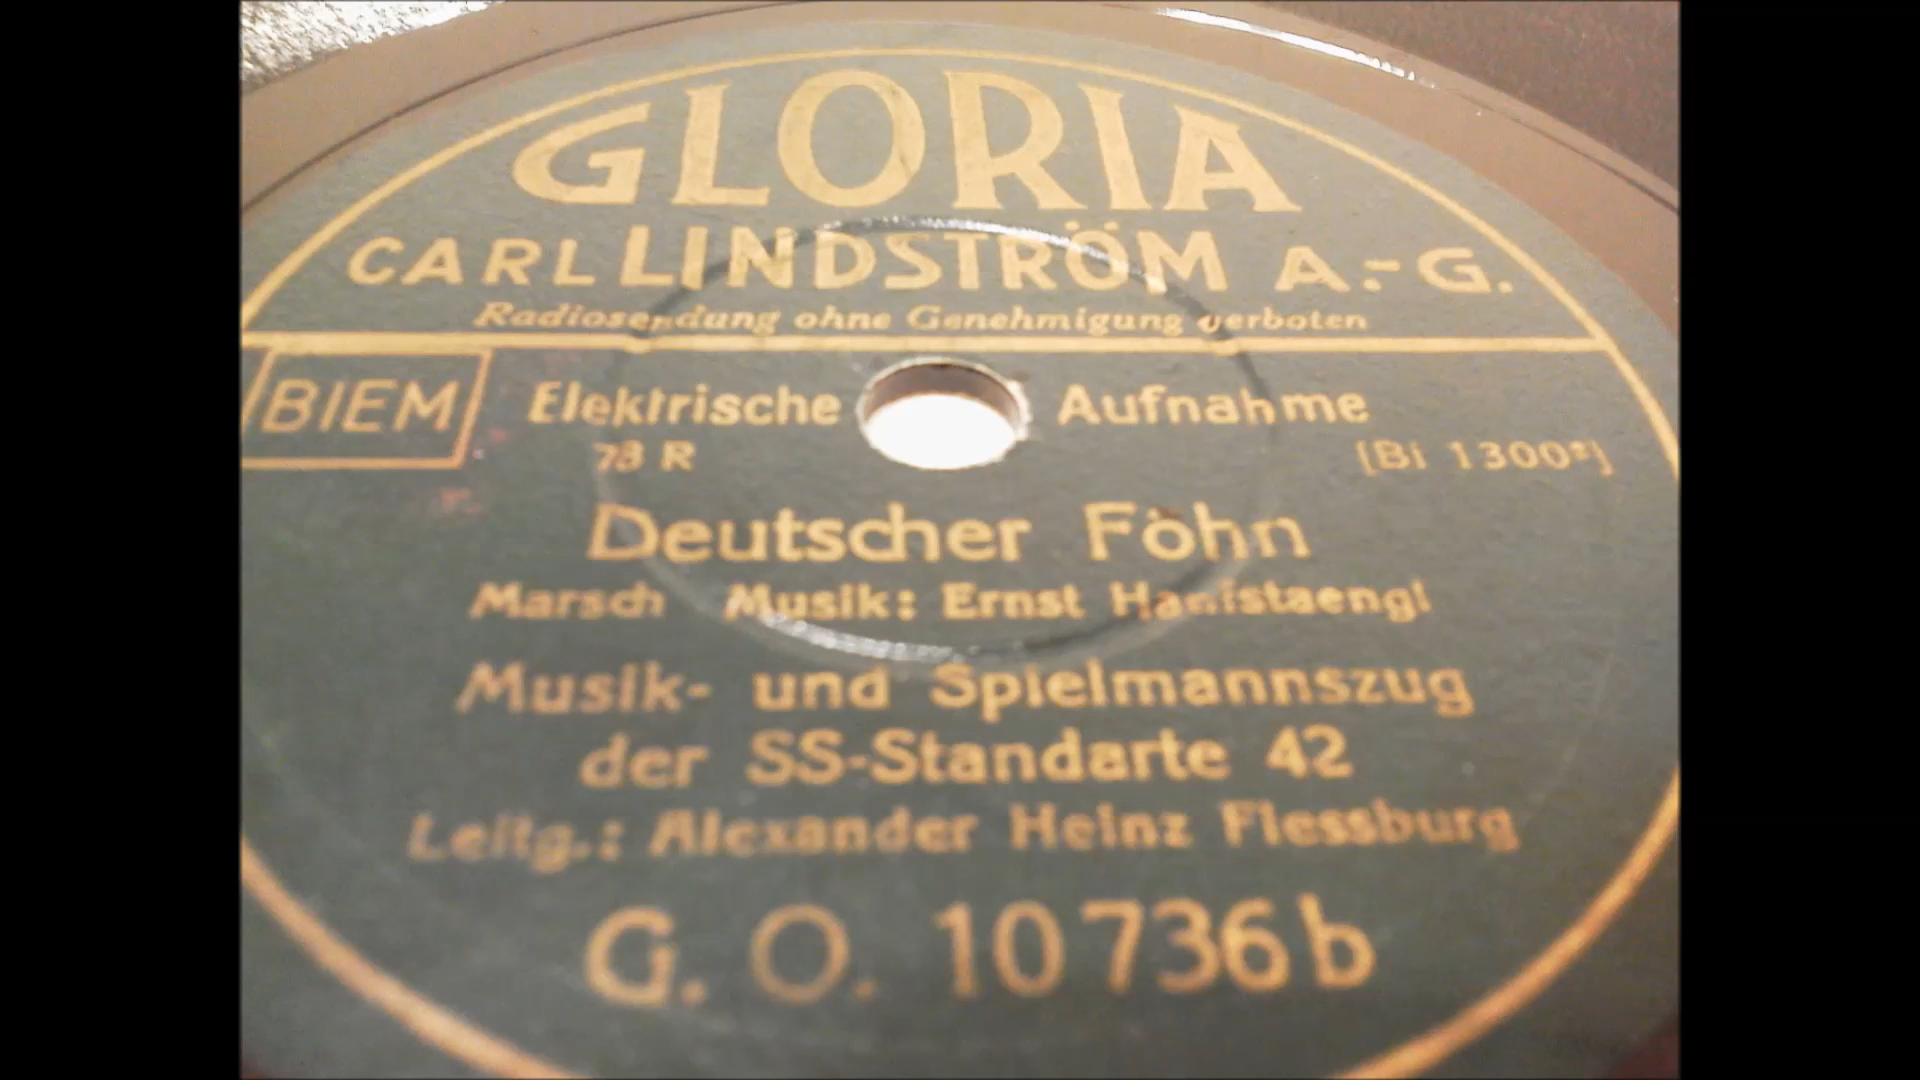 GLORIA
CARL LINDSTRÖM A.-G.
Radiosendung ohne Genehmigung verboten
BIEM
Elektrische Aufnahme
78 R
[Bi 1300²]
Deutscher Föhn
Marsch Musik: Ernst Hanfstaengl
Musik- und Spielmannszug
der SS-Standarte 42
Leitg.: Alexander Heinz Flessburg
G. O. 10736 b